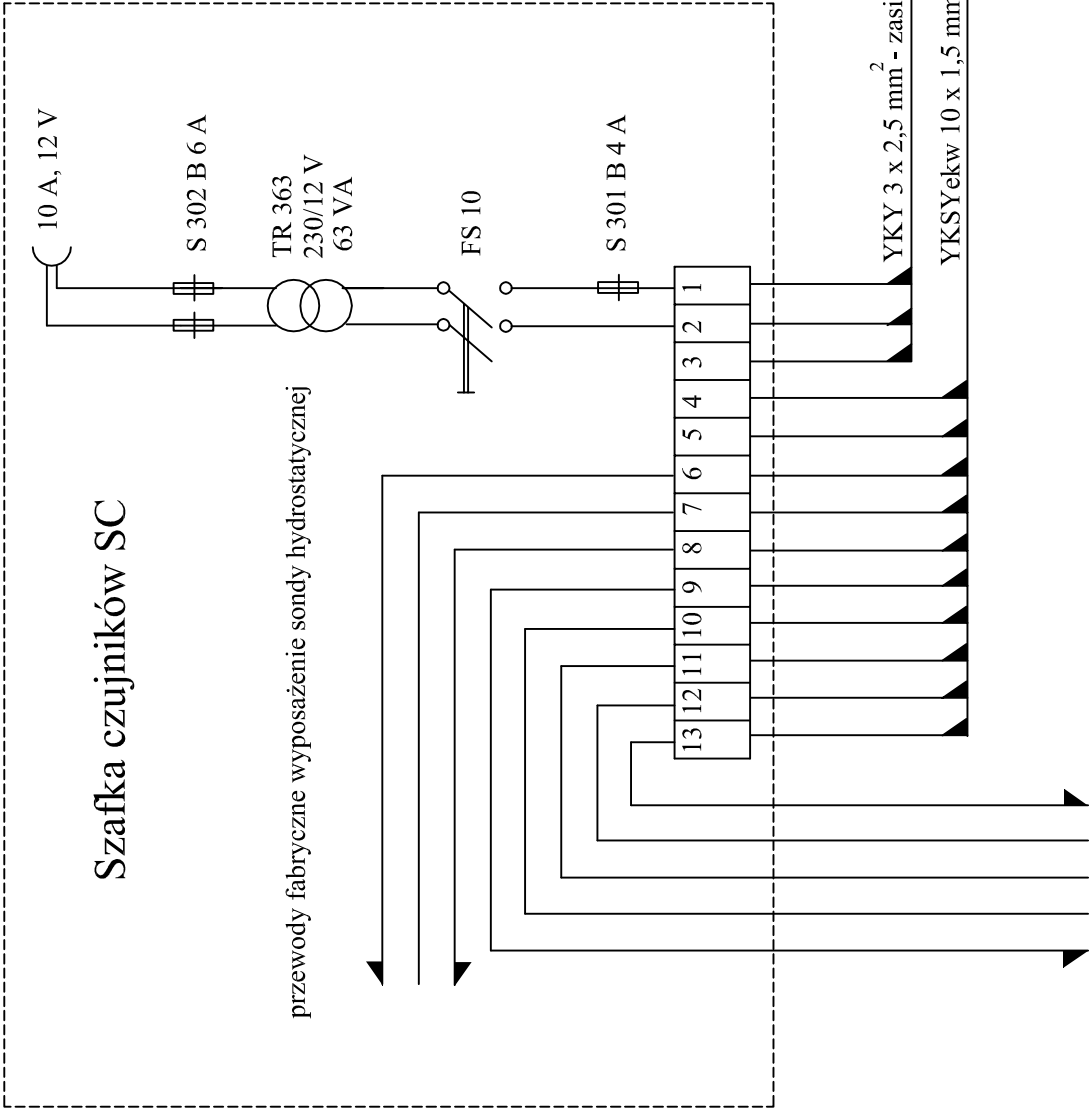 Szafka czujników SC
10 A, 12 V
S 302 B 6 A
TR 363
230/12 V
63 VA
FS 10
S 301 B 4 A
przewody fabryczne wyposażenie sondy hydrostatycznej
1
2
3
4
5
6
7
8
9
10
11
12
13
YKY 3 x 2,5 mm² - zasi
YKSYekw 10 x 1,5 mm